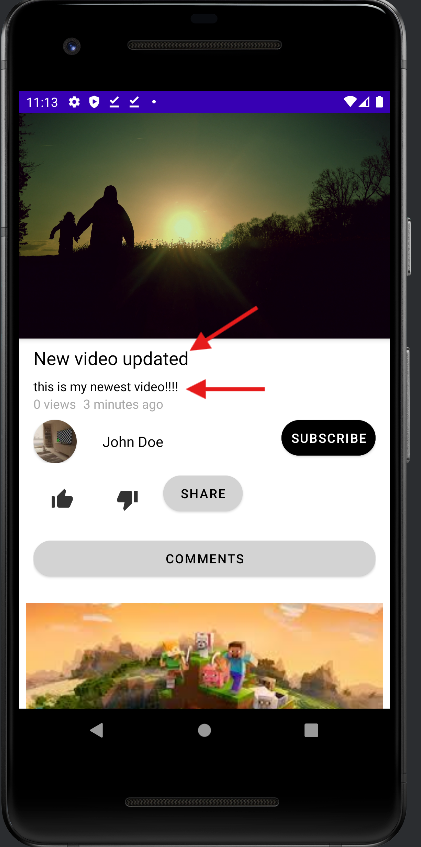 11:13
New video updated
this is my newest video!!!!
0 views 3 minutes ago
John Doe
SUBSCRIBE
SHARE
COMMENTS